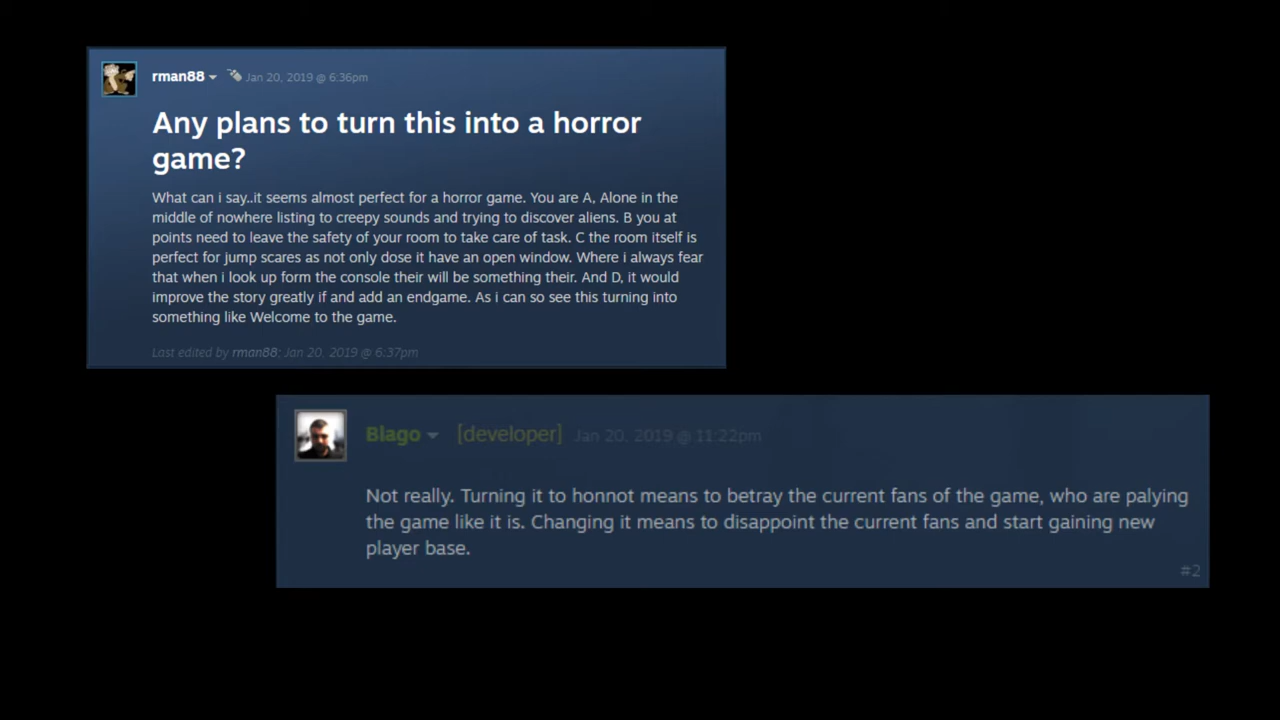 rman88 Jan 20, 2019 @ 6:36pm
Any plans to turn this into a horror
game?
What can i say..it seems almost perfect for a horror game. You are A, Alone in the
middle of nowhere listing to creepy sounds and trying to discover aliens. B you at
points need to leave the safety of your room to take care of task. C the room itself is
perfect for jump scares as not only dose it have an open window. Where i always fear
that when i look up form the console their will be something their. And D, it would
improve the story greatly if and add an endgame. As i can so see this turning into
something like Welcome to the game.
Last edited by rman88; Jan 20, 2019 @ 6:37pm
Blago [developer] Jan 20, 2019 @ 11:22pm
Not really. Turning it to honnot means to betray the current fans of the game, who are palying
the game like it is. Changing it means to disappoint the current fans and start gaining new
player base.
#2